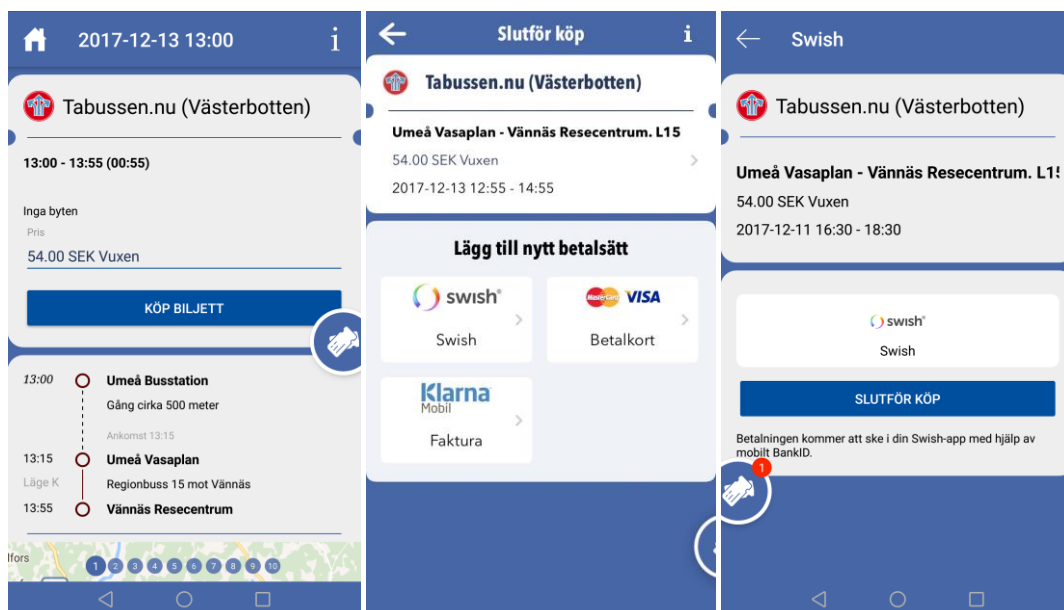 2017-12-13 13:00
i
Tabussen.nu (Västerbotten)
13:00 - 13:55 (00:55)
Inga byten
Pris
54.00 SEK Vuxen
KÖP BILJETT
13:00 Umeå Busstation
Gång cirka 500 meter
Ankomst 13:15
13:15 Umeå Vasaplan
Läge K Regionbuss 15 mot Vännäs
13:55 Vännäs Resecentrum
lfors
1 2 3 4 5 6 7 8 9 10
Slutför köp
i
Tabussen.nu (Västerbotten)
Umeå Vasaplan - Vännäs Resecentrum. L15
54.00 SEK Vuxen
2017-12-13 12:55 - 14:55
Lägg till nytt betalsätt
swish®
Swish
MasterCard VISA
Betalkort
Klarna
Mobil
Faktura
Swish
Tabussen.nu (Västerbotten)
Umeå Vasaplan - Vännäs Resecentrum. L15
54.00 SEK Vuxen
2017-12-11 16:30 - 18:30
swish®
Swish
SLUTFÖR KÖP
Betalningen kommer att ske i din Swish-app med hjälp av
mobilt BankID.
1